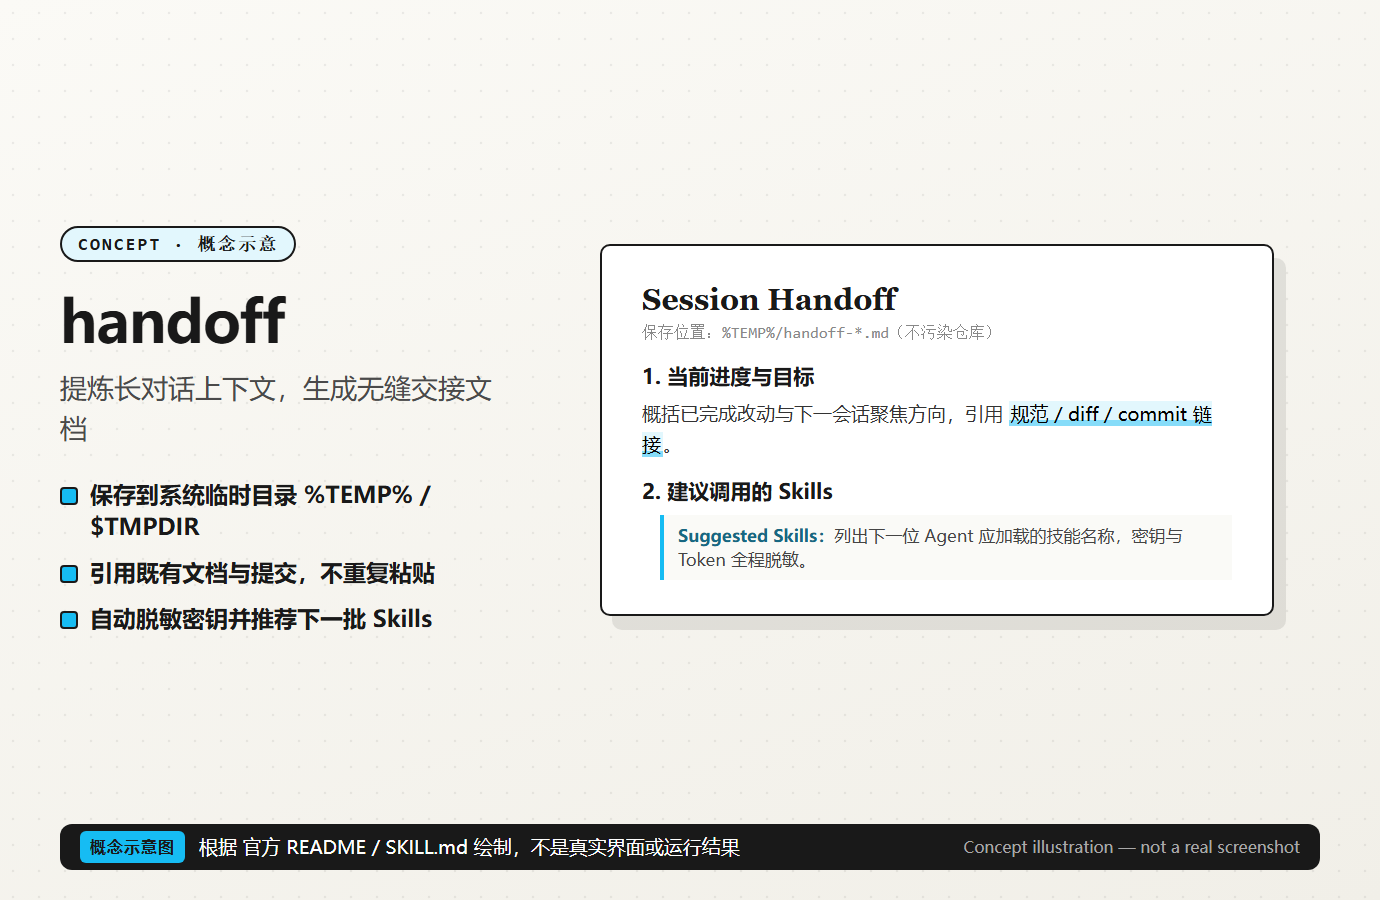 CONCEPT · 概念示意
handoff
提炼长对话上下文，生成无缝交接文
档
保存到系统临时目录 %TEMP% /
$TMPDIR
引用既有文档与提交，不重复粘贴
自动脱敏密钥并推荐下一批 Skills
Session Handoff
保存位置：%TEMP%/handoff-*.md（不污染仓库）
1. 当前进度与目标
概括已完成改动与下一会话聚焦方向，引用 规范 / diff / commit 链
接。
2. 建议调用的 Skills
Suggested Skills：列出下一位 Agent 应加载的技能名称，密钥与
Token 全程脱敏。
概念示意图 根据 官方 README / SKILL.md 绘制，不是真实界面或运行结果
Concept illustration — not a real screenshot